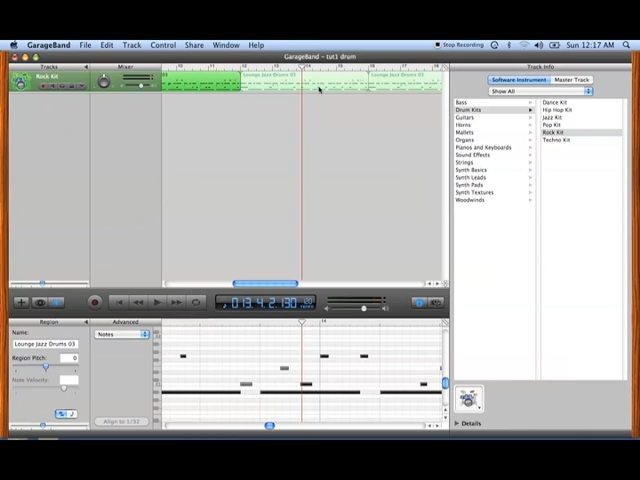 GarageBand File Edit Track Control Share Window Help Stop Recording Sun 12:17 AM
GarageBand - tut1 drum
Tracks Mixer Track Info
Rock Kit
Lounge Jazz Drums 03 Lounge Jazz Drums 03
Software Instrument Master Track
Show All
Bass
Drum Kits
Guitars
Horns
Mallets
Organs
Pianos and Keyboards
Sound Effects
Strings
Synth Basics
Synth Leads
Synth Pads
Synth Textures
Woodwinds
Dance Kit
Hip Hop Kit
Jazz Kit
Pop Kit
Rock Kit
Techno Kit
013.4.2.130
Region Advanced
Name:
Lounge Jazz Drums 03
Notes
Region Pitch: 0
Note Velocity:
Align to 1/32
Details